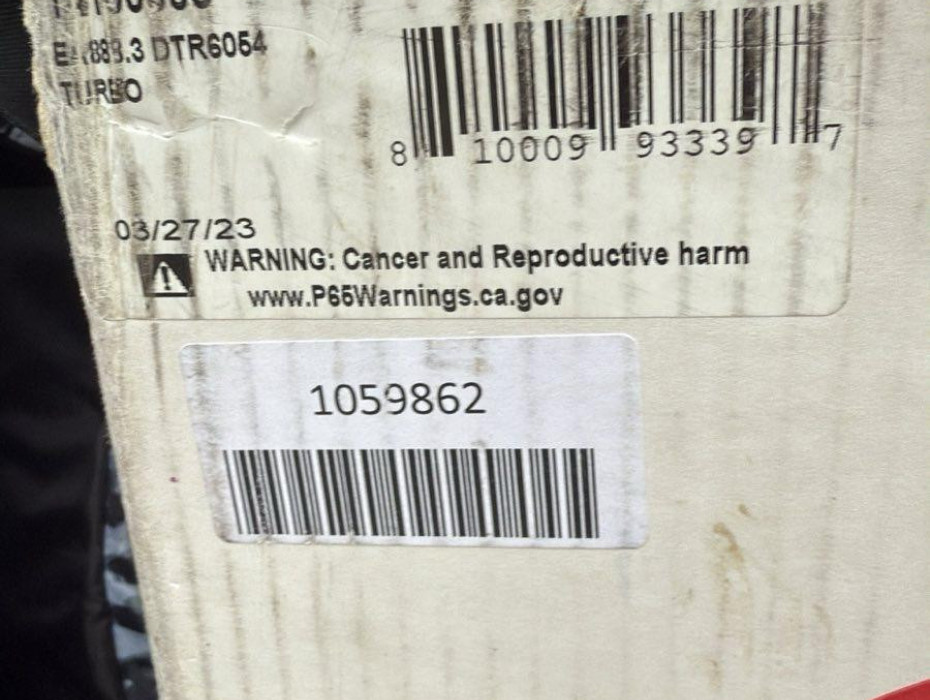 DTR6054
TURBO
8 10009 93339 7
03/27/23
WARNING: Cancer and Reproductive harm
www.P65Warnings.ca.gov
1059862